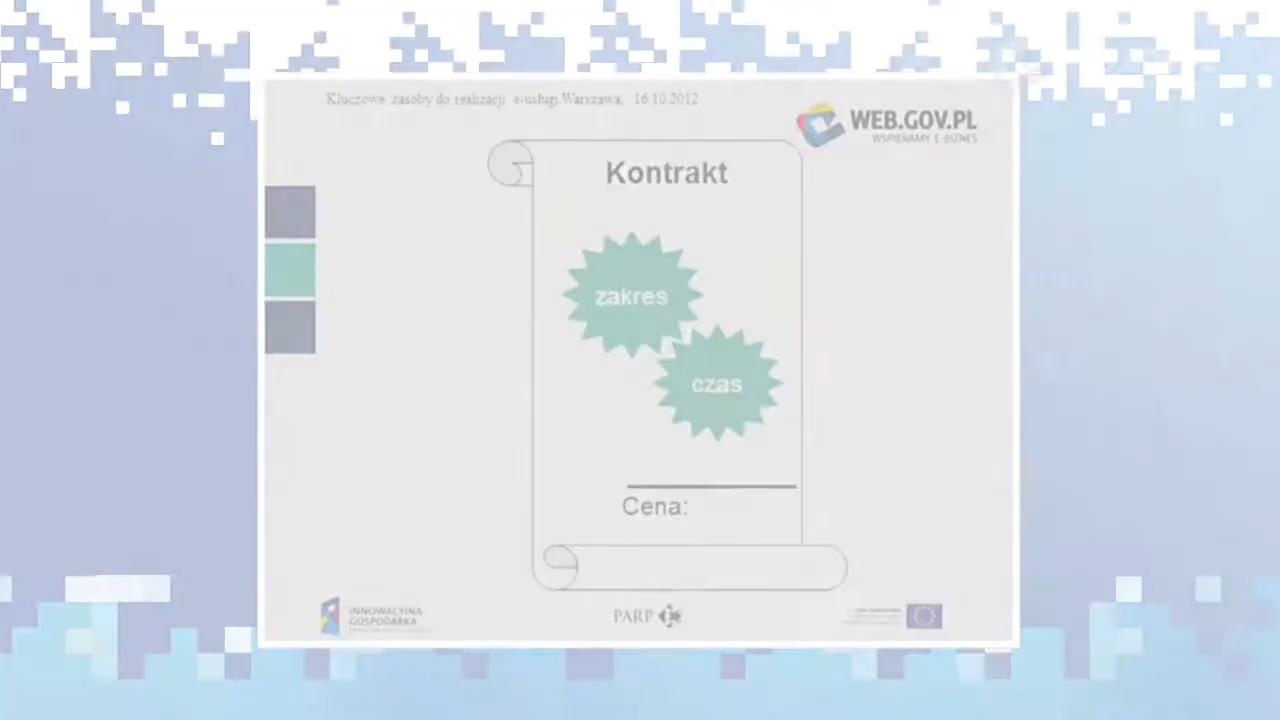 Kluczowe zasoby do realizacji e-usługi. Warszawa, 16.10.2012
WEB.GOV.PL
WSPIERAMY E-BIZNES
Kontrakt
zakres
czas
Cena:
INNOWACYJNA
GOSPODARKA
PARP